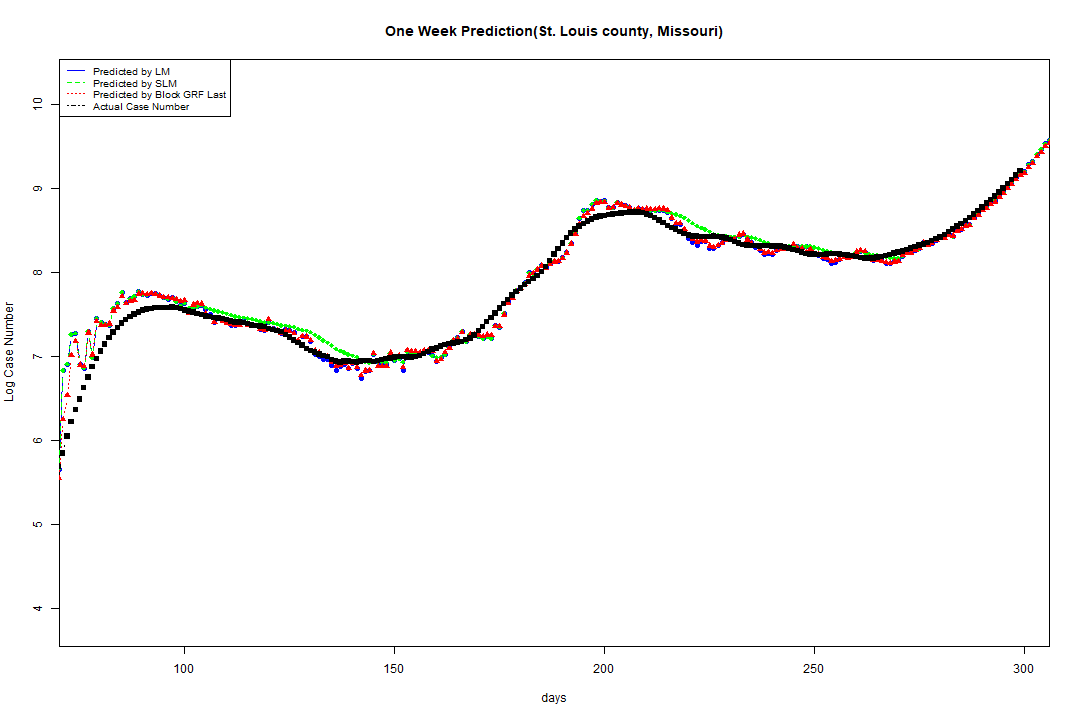 One Week Prediction(St. Louis county, Missouri)
Predicted by LM
Predicted by SLM
Predicted by Block GRF Last
Actual Case Number
10
9
8
7
6
5
4
Log Case Number
100 150 200 250 300
days